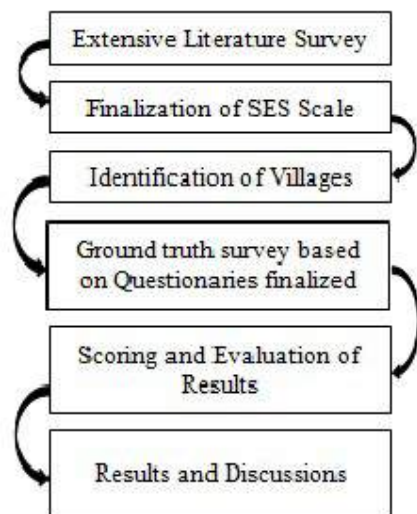 Extensive Literature Survey
Finalization of SES Scale
Identification of Villages
Ground truth survey based
on Questionaries finalized
Scoring and Evaluation of
Results
Results and Discussions